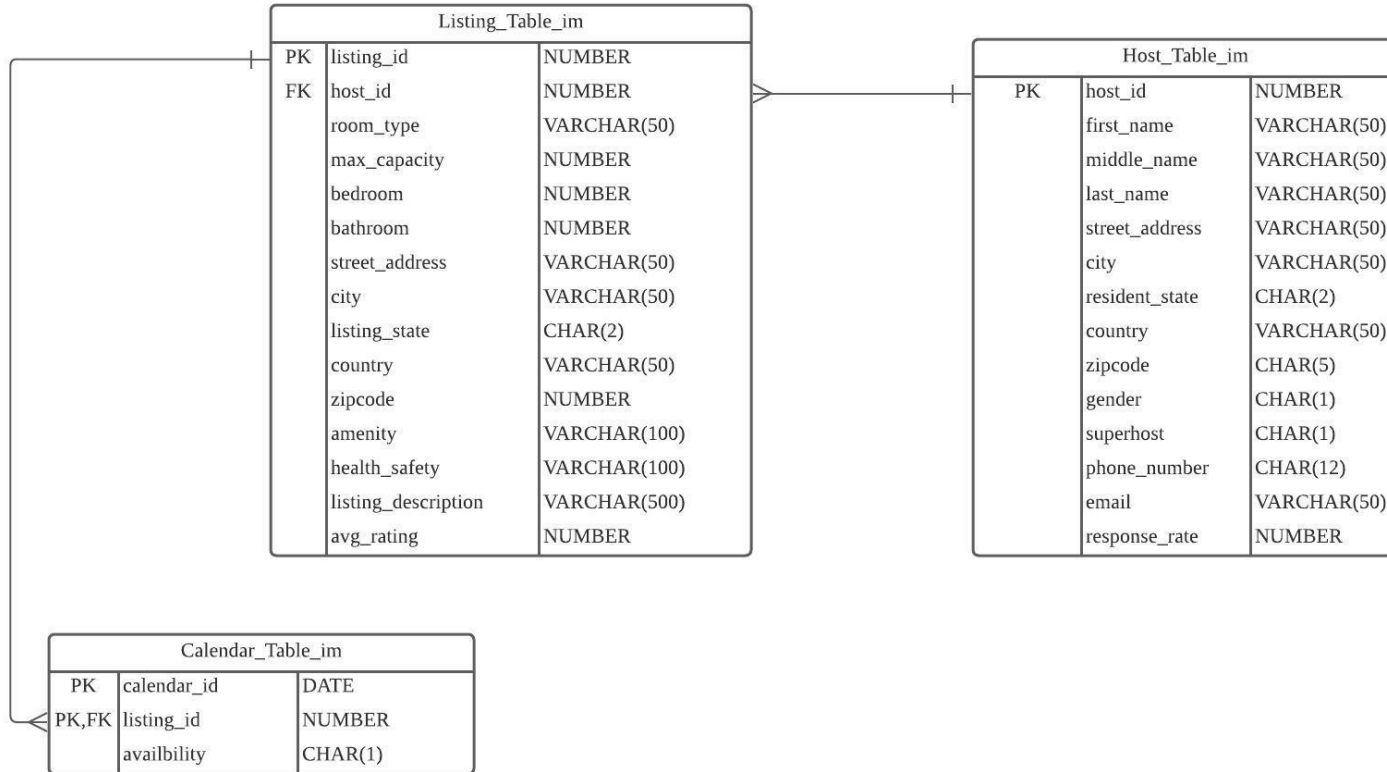 Listing_Table_im
PK listing_id NUMBER
FK host_id NUMBER
room_type VARCHAR(50)
max_capacity NUMBER
bedroom NUMBER
bathroom NUMBER
street_address VARCHAR(50)
city VARCHAR(50)
listing_state CHAR(2)
country VARCHAR(50)
zipcode NUMBER
amenity VARCHAR(100)
health_safety VARCHAR(100)
listing_description VARCHAR(500)
avg_rating NUMBER
Host_Table_im
PK host_id NUMBER
first_name VARCHAR(50)
middle_name VARCHAR(50)
last_name VARCHAR(50)
street_address VARCHAR(50)
city VARCHAR(50)
resident_state CHAR(2)
country VARCHAR(50)
zipcode CHAR(5)
gender CHAR(1)
superhost CHAR(1)
phone_number CHAR(12)
email VARCHAR(50)
response_rate NUMBER
Calendar_Table_im
PK calendar_id DATE
PK,FK listing_id NUMBER
availbility CHAR(1)